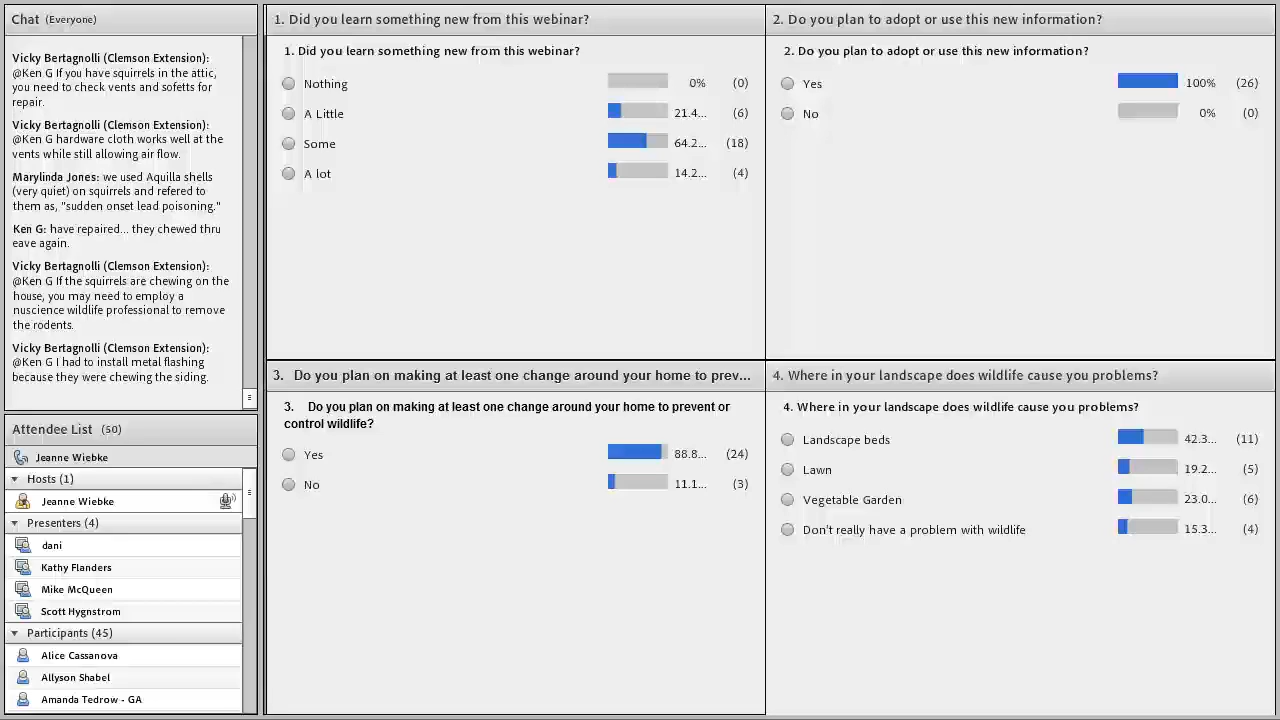 Chat (Everyone)
Vicky Bertagnolli (Clemson Extension):
@Ken G If you have squirrels in the attic,
you need to check vents and sofetts for
repair.
Vicky Bertagnolli (Clemson Extension):
@Ken G hardware cloth works well at the
vents while still allowing air flow.
Marylinda Jones: we used Aquilla shells
(very quiet) on squirrels and refered to
them as, "sudden onset lead poisoning."
Ken G: have repaired... they chewed thru
eave again.
Vicky Bertagnolli (Clemson Extension):
@Ken G If the squirrels are chewing on the
house, you may need to employ a
nuscience wildlife professional to remove
the rodents.
Vicky Bertagnolli (Clemson Extension):
@Ken G I had to install metal flashing
because they were chewing the siding.
Attendee List (50)
Jeanne Wiebke
Hosts (1)
Jeanne Wiebke
Presenters (4)
dani
Kathy Flanders
Mike McQueen
Scott Hygnstrom
Participants (45)
Alice Cassanova
Allyson Shabel
Amanda Tedrow - GA
1. Did you learn something new from this webinar?
1. Did you learn something new from this webinar?
Nothing 0% (0)
A Little 21.4... (6)
Some 64.2... (18)
A lot 14.2... (4)
2. Do you plan to adopt or use this new information?
2. Do you plan to adopt or use this new information?
Yes 100% (26)
No 0% (0)
3. Do you plan on making at least one change around your home to prev...
3. Do you plan on making at least one change around your home to prevent or
control wildlife?
Yes 88.8... (24)
No 11.1... (3)
4. Where in your landscape does wildlife cause you problems?
4. Where in your landscape does wildlife cause you problems?
Landscape beds 42.3... (11)
Lawn 19.2... (5)
Vegetable Garden 23.0... (6)
Don't really have a problem with wildlife 15.3... (4)